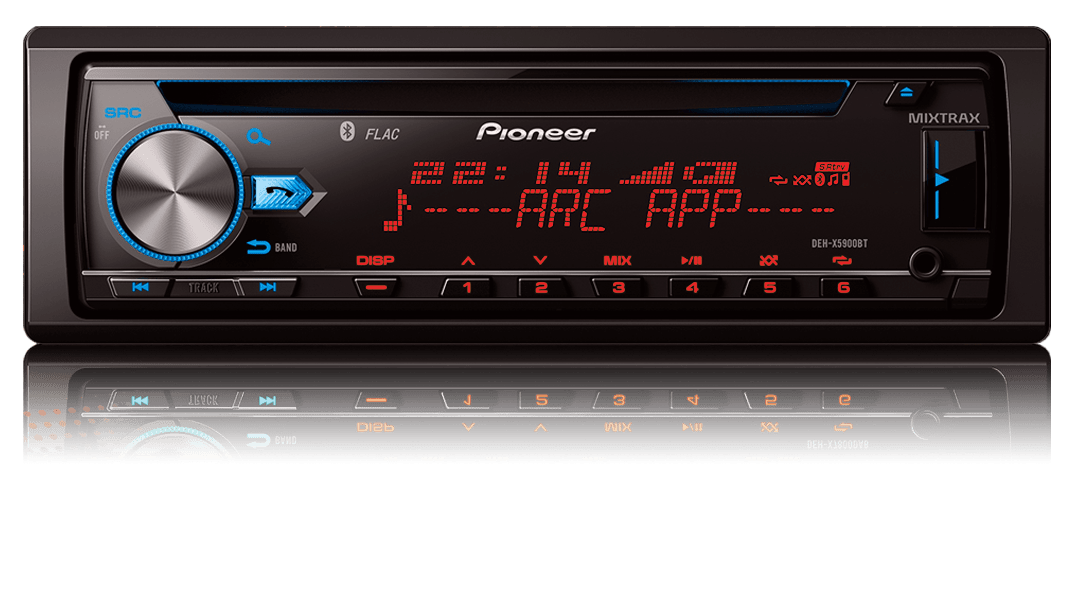 SRC
OFF
FLAC
Pioneer
MIXTRAX
22:14
ARC APP
BAND
DEH-X5900BT
DISP
MIX
TRACK
1 2 3 4 5 6